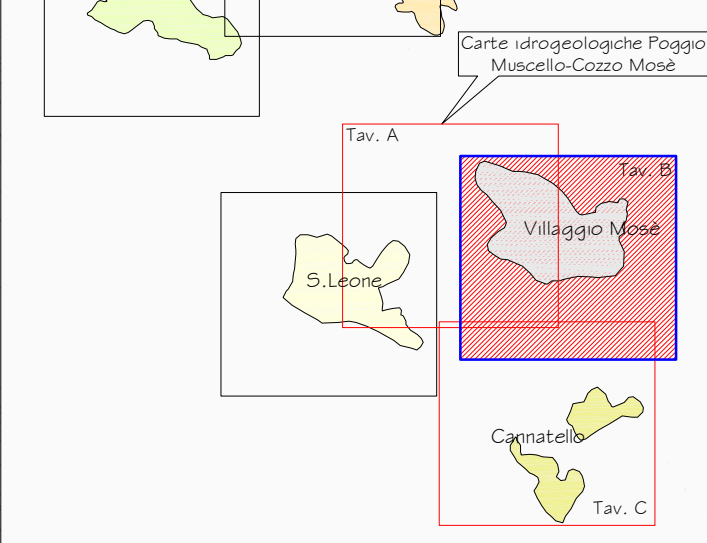 Carte idrogeologiche Poggio
Muscello-Cozzo Mosè
Tav. A
Tav. B
Villaggio Mosè
S.Leone
Cannatello
Tav. C